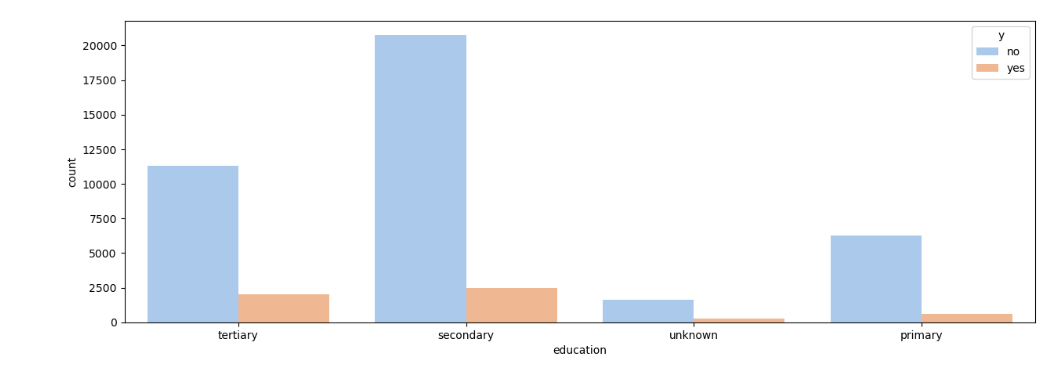 y
no
yes
20000
17500
15000
12500
10000
7500
5000
2500
0
count
tertiary
secondary
unknown
primary
education